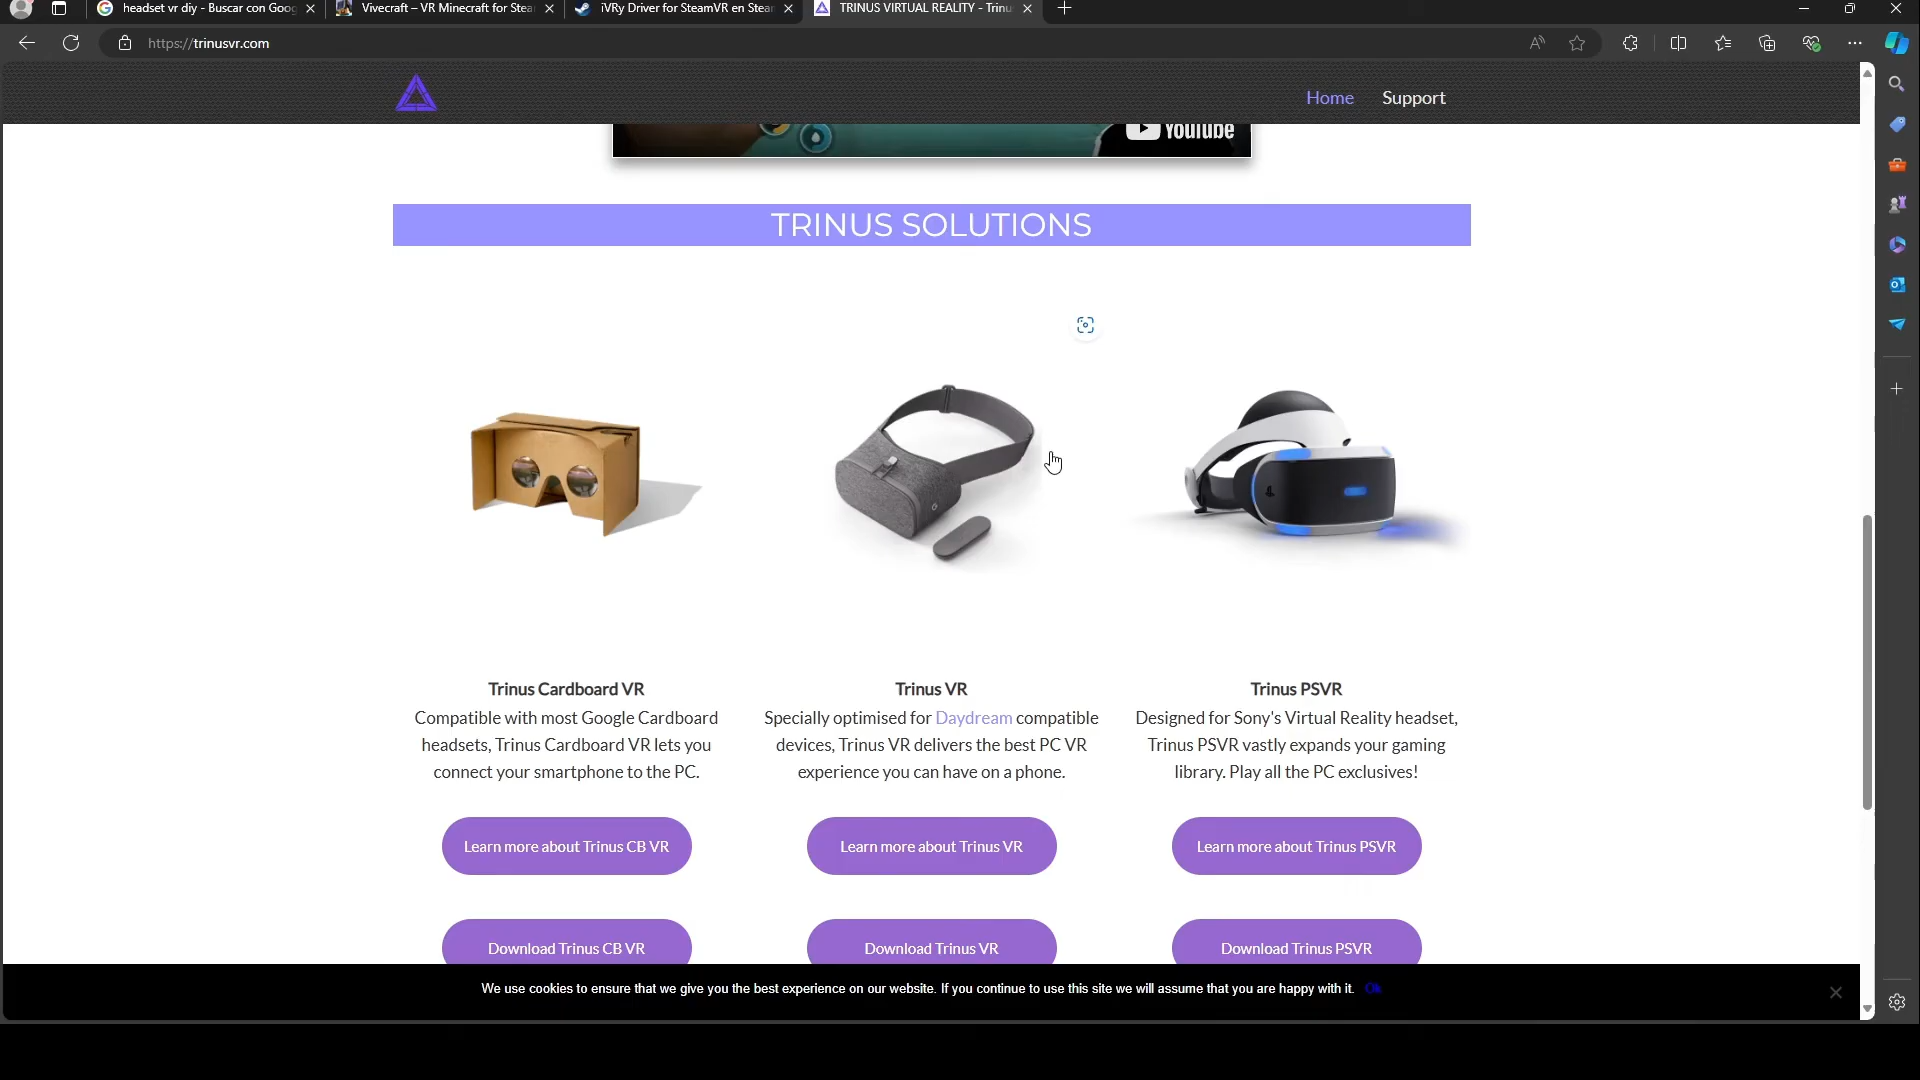 headset vr diy - Buscar con Goog
Vivecraft – VR Minecraft for Stea
iVRy Driver for SteamVR en Stea
TRINUS VIRTUAL REALITY - Trinu
https://trinusvr.com
Home
Support
YouTube
TRINUS SOLUTIONS
Trinus Cardboard VR
Compatible with most Google Cardboard
headsets, Trinus Cardboard VR lets you
connect your smartphone to the PC.
Learn more about Trinus CB VR
Download Trinus CB VR
Trinus VR
Specially optimised for Daydream compatible
devices, Trinus VR delivers the best PC VR
experience you can have on a phone.
Learn more about Trinus VR
Download Trinus VR
Trinus PSVR
Designed for Sony's Virtual Reality headset,
Trinus PSVR vastly expands your gaming
library. Play all the PC exclusives!
Learn more about Trinus PSVR
Download Trinus PSVR
We use cookies to ensure that we give you the best experience on our website. If you continue to use this site we will assume that you are happy with it. Ok